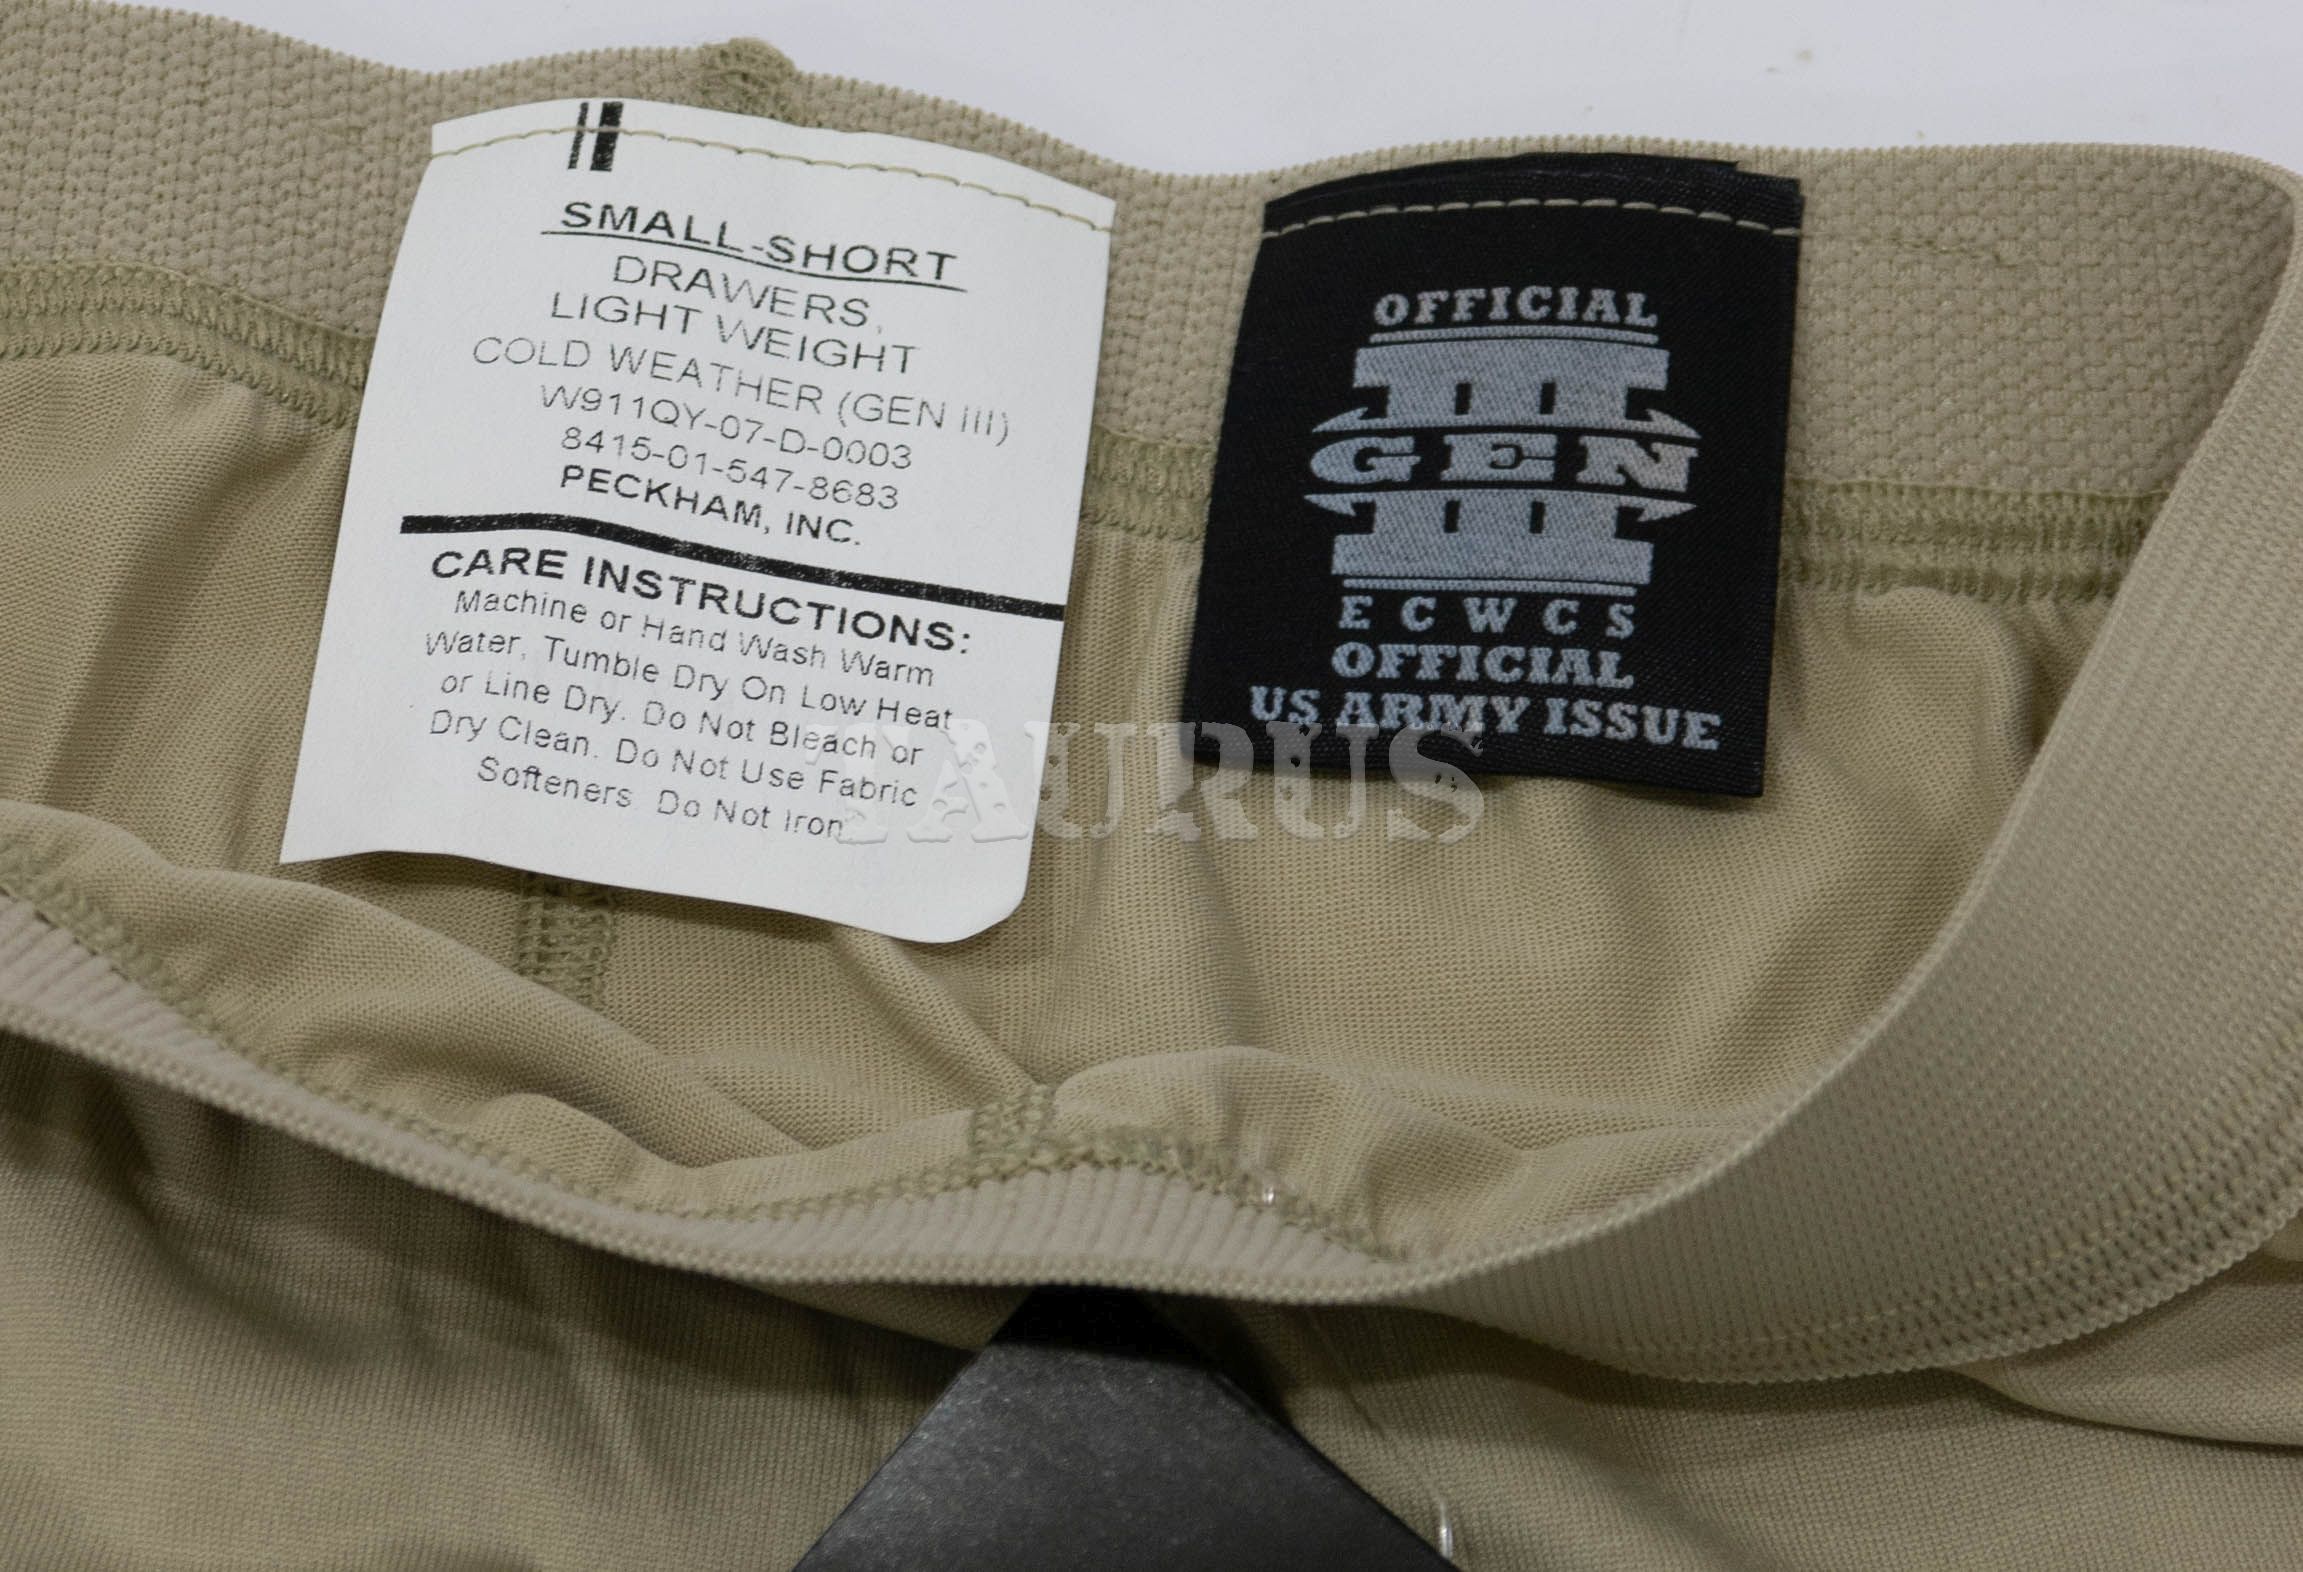 SMALL-SHORT
DRAWERS,
LIGHT WEIGHT
COLD WEATHER (GEN III)
W911QY-07-D-0003
8415-01-547-8683
PECKHAM, INC.
CARE INSTRUCTIONS:
Machine or Hand Wash Warm
Water, Tumble Dry On Low Heat
or Line Dry. Do Not Bleach or
Dry Clean. Do Not Use Fabric
Softeners. Do Not Iron.
OFFICIAL
III
GEN
E C W C S
OFFICIAL
US ARMY ISSUE
TAURUS